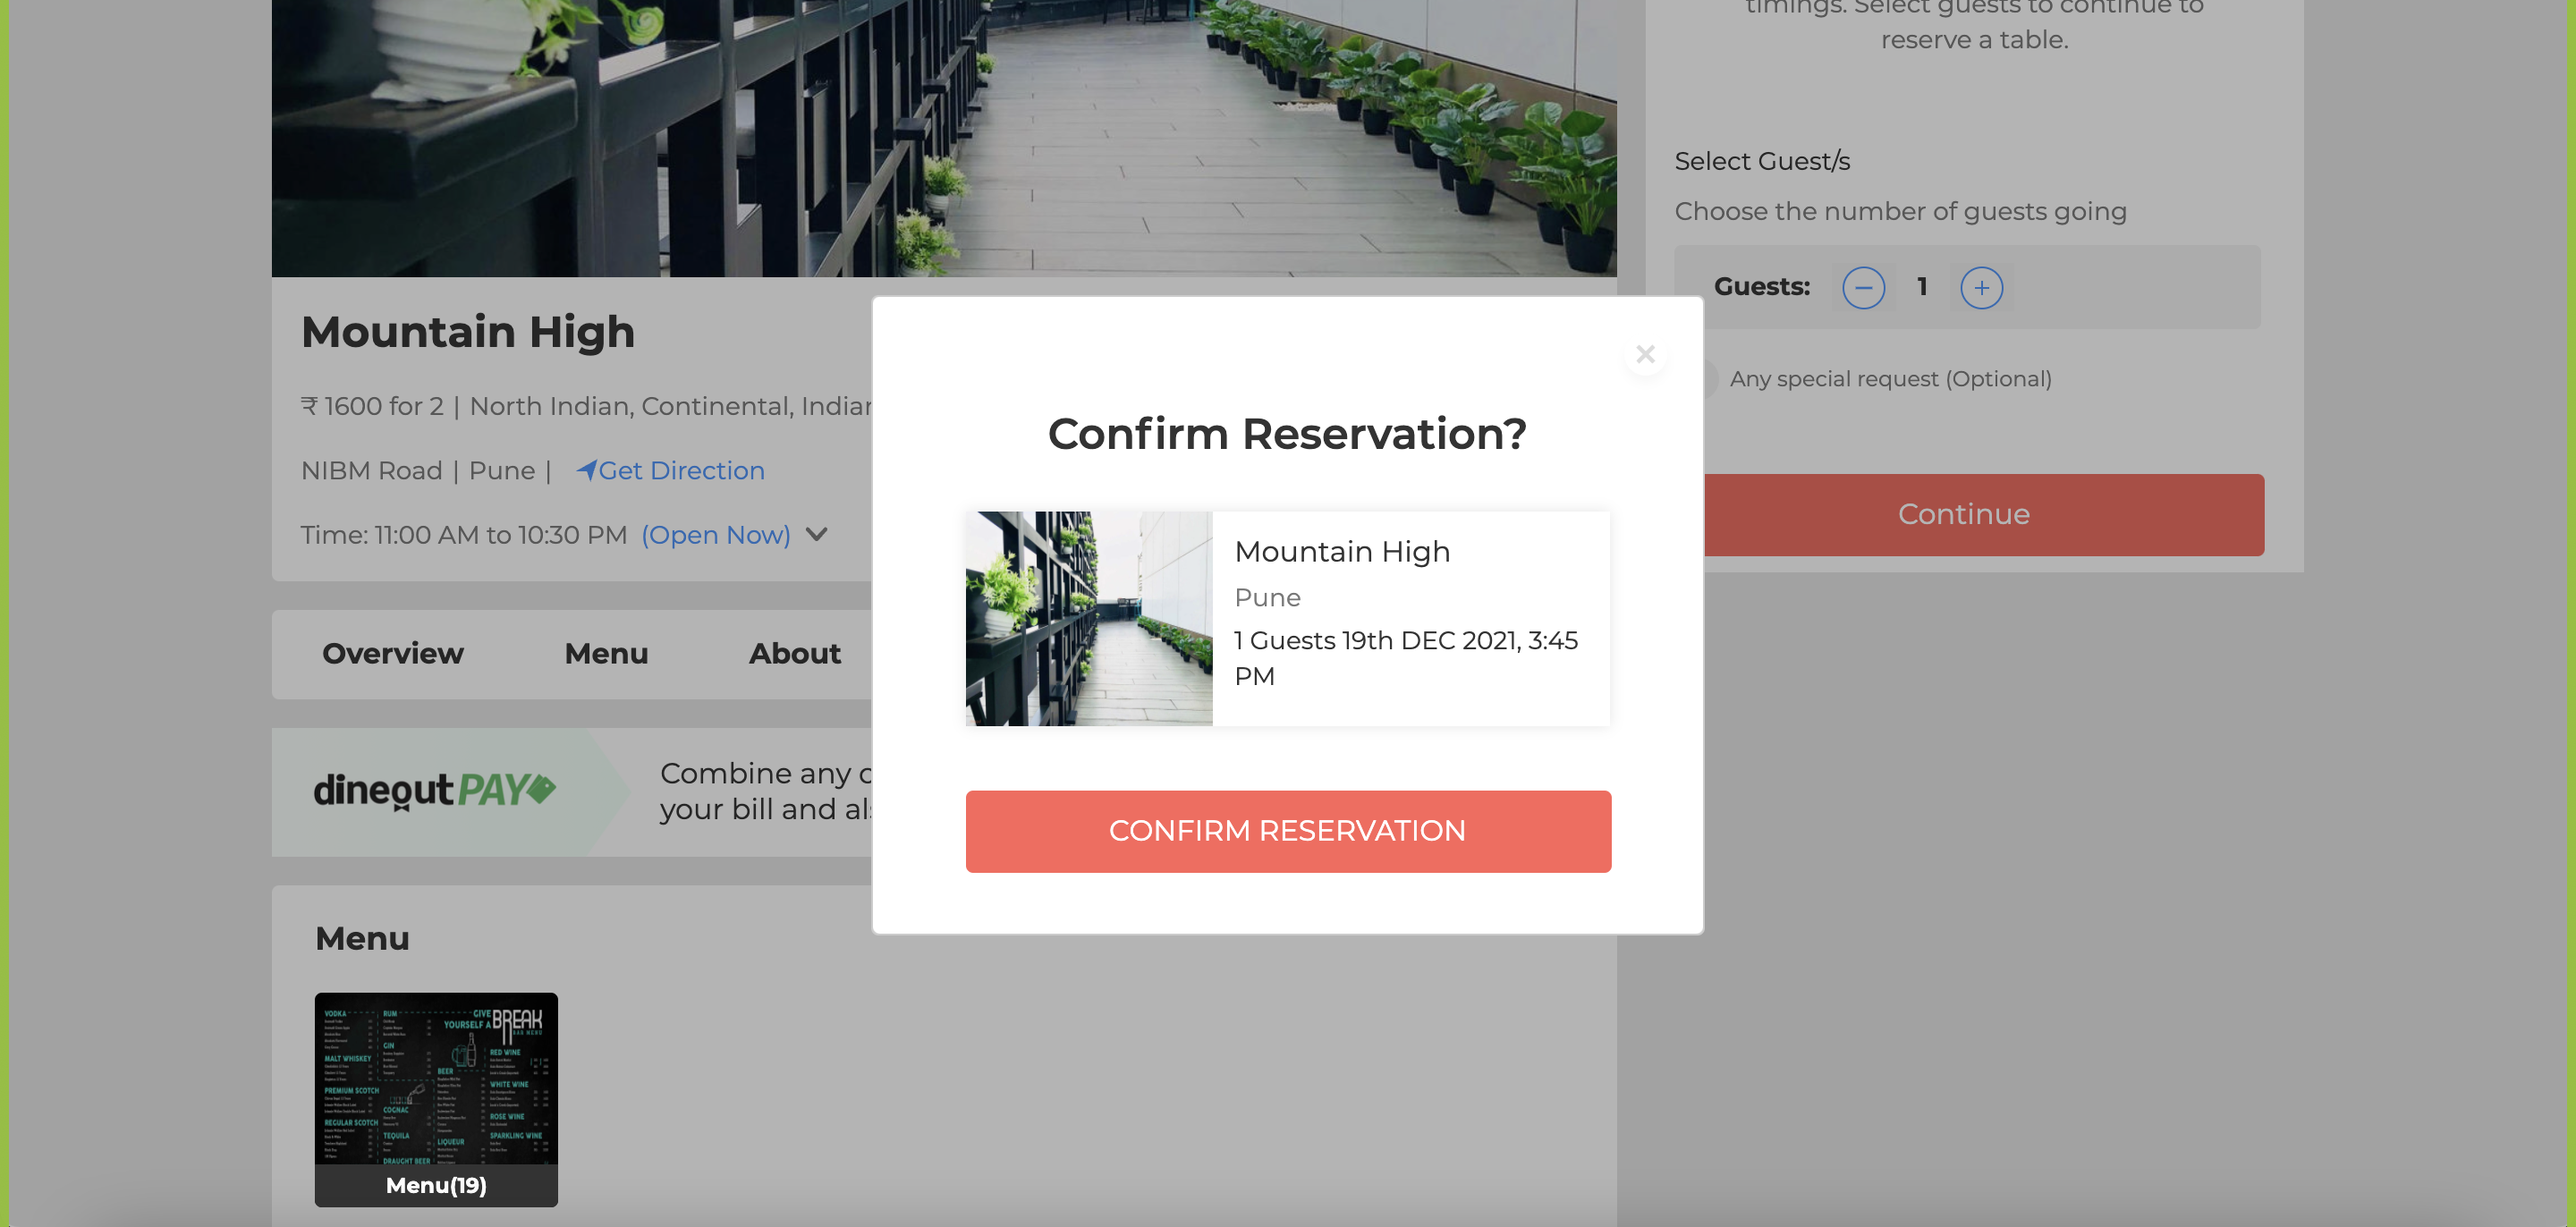 timings. Select guests to continue to
reserve a table.
Select Guest/s
Choose the number of guests going
Guests: 1
Any special request (Optional)
Continue
Mountain High
₹ 1600 for 2 | North Indian, Continental, Indian
NIBM Road | Pune | Get Direction
Time: 11:00 AM to 10:30 PM (Open Now)
Confirm Reservation?
Mountain High
Pune
1 Guests 19th DEC 2021, 3:45
PM
CONFIRM RESERVATION
Overview Menu About
dineout PAY
Combine any
your bill and
Menu
GIVE
YOURSELF A BREAK
BAR MENU
VODKA
MALT WHISKEY
PREMIUM SCOTCH
REGULAR SCOTCH
RUM
GIN
COGNAC
TEQUILA
DRAUGHT BEER
BEER
LIQUEUR
RED WINE
WHITE WINE
ROSE WINE
SPARKLING WINE
Menu(19)